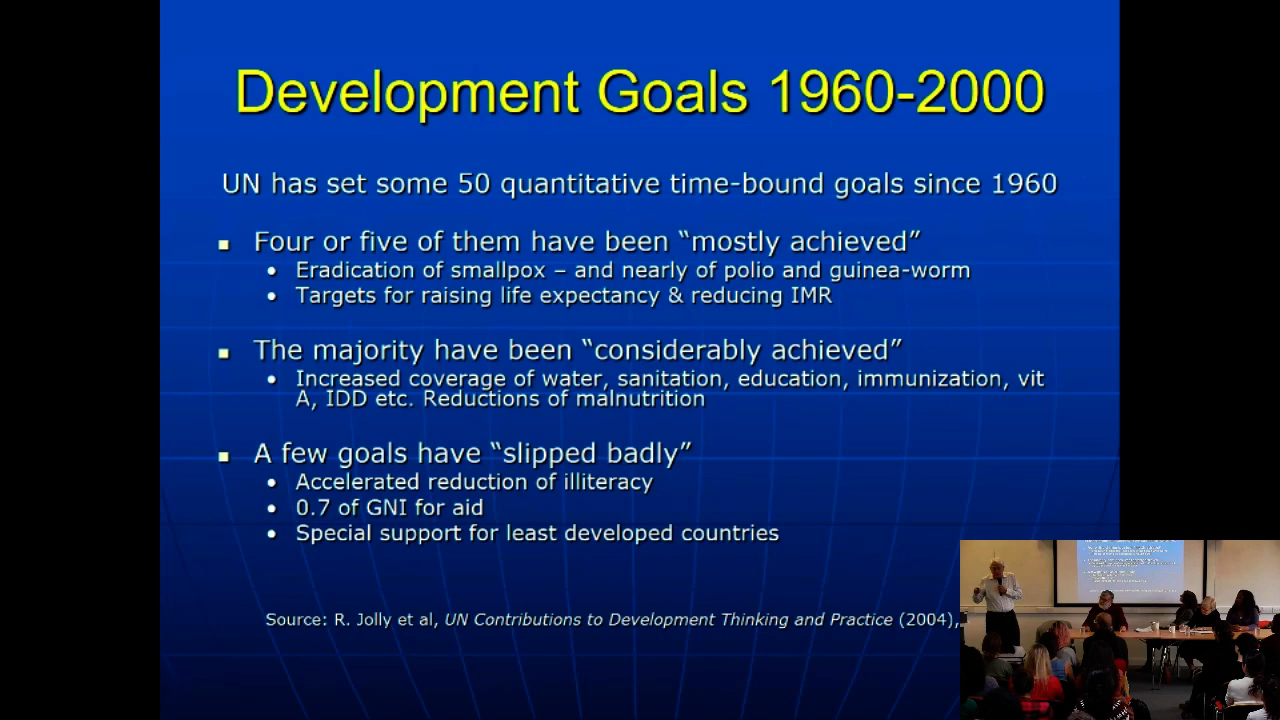 Development Goals 1960-2000
UN has set some 50 quantitative time-bound goals since 1960
Four or five of them have been “mostly achieved”
Eradication of smallpox – and nearly of polio and guinea-worm
Targets for raising life expectancy & reducing IMR
The majority have been “considerably achieved”
Increased coverage of water, sanitation, education, immunization, vit
A, IDD etc. Reductions of malnutrition
A few goals have “slipped badly”
Accelerated reduction of illiteracy
0.7 of GNI for aid
Special support for least developed countries
Source: R. Jolly et al, UN Contributions to Development Thinking and Practice (2004),